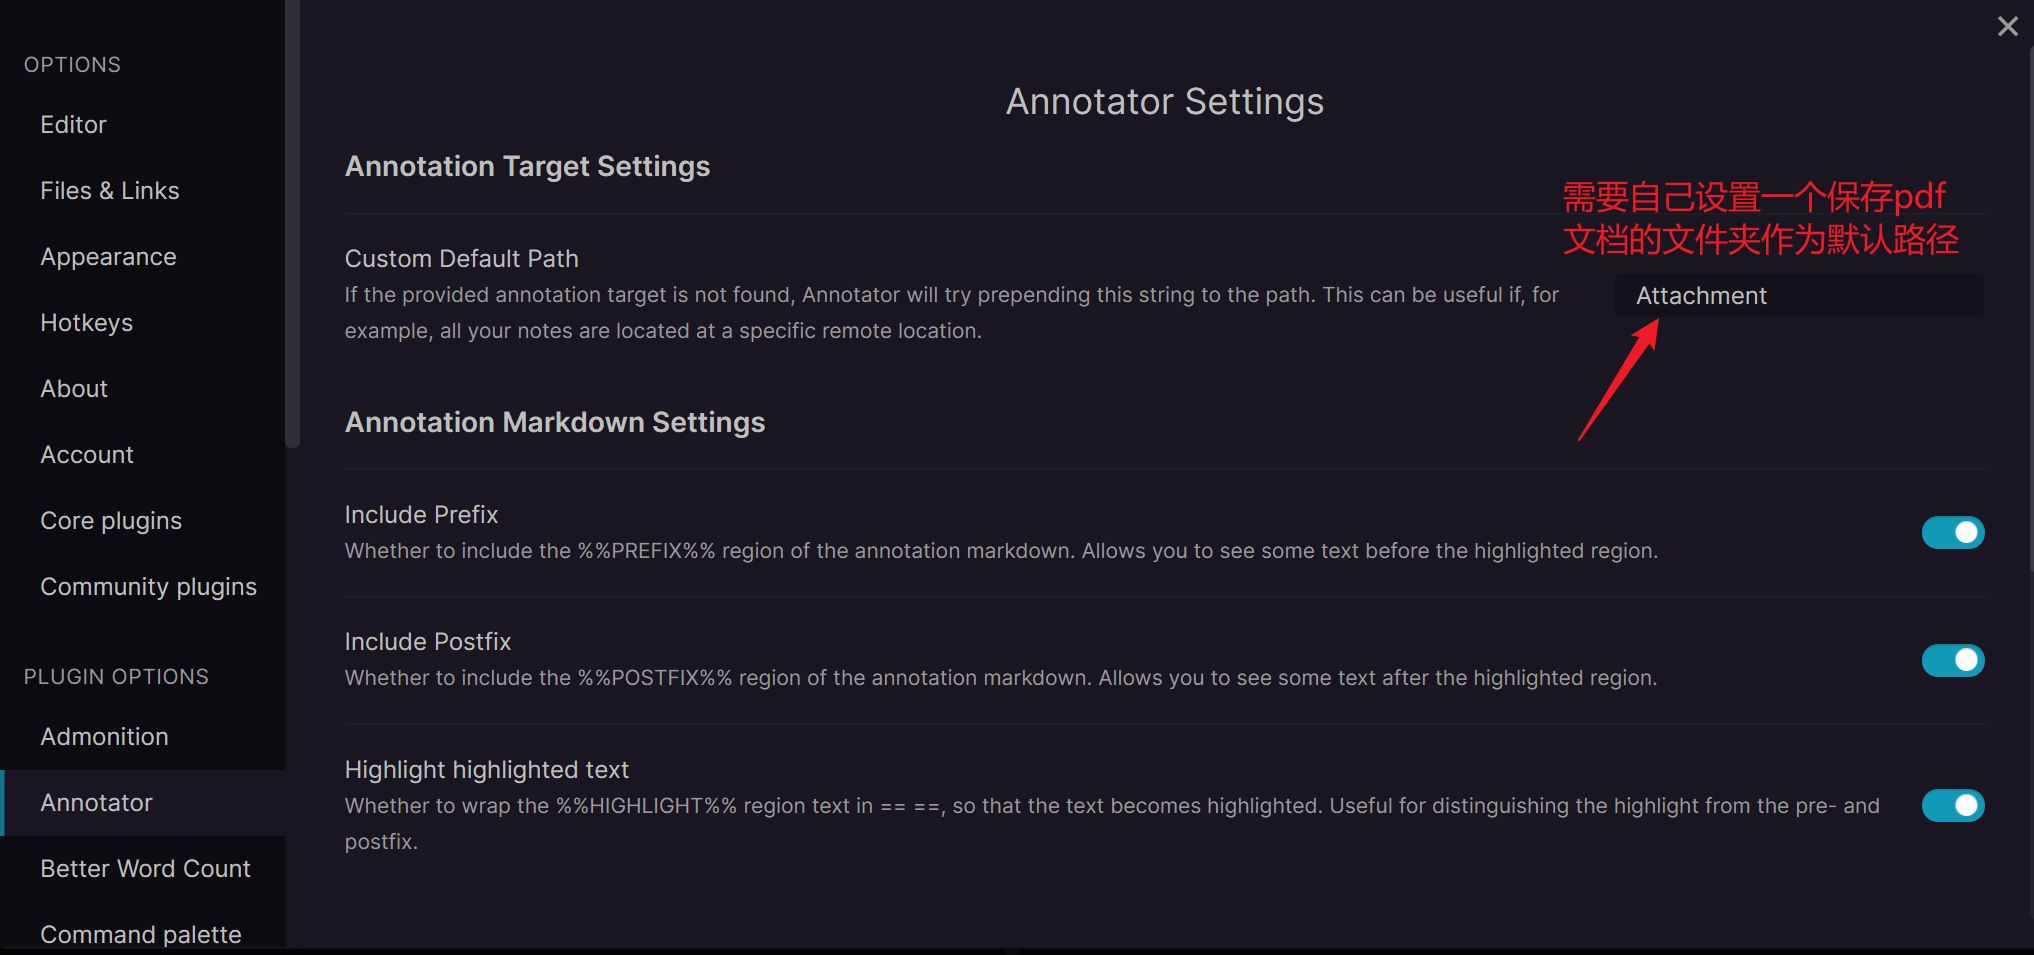 OPTIONS
Editor
Files & Links
Appearance
Hotkeys
About
Account
Core plugins
Community plugins
PLUGIN OPTIONS
Admonition
Annotator
Better Word Count
Command palette
Annotator Settings
Annotation Target Settings
需要自己设置一个保存pdf
文档的文件夹作为默认路径
Custom Default Path
If the provided annotation target is not found, Annotator will try prepending this string to the path. This can be useful if, for
example, all your notes are located at a specific remote location.
Attachment
Annotation Markdown Settings
Include Prefix
Whether to include the %%PREFIX%% region of the annotation markdown. Allows you to see some text before the highlighted region.
Include Postfix
Whether to include the %%POSTFIX%% region of the annotation markdown. Allows you to see some text after the highlighted region.
Highlight highlighted text
Whether to wrap the %%HIGHLIGHT%% region text in == ==, so that the text becomes highlighted. Useful for distinguishing the highlight from the pre- and
postfix.